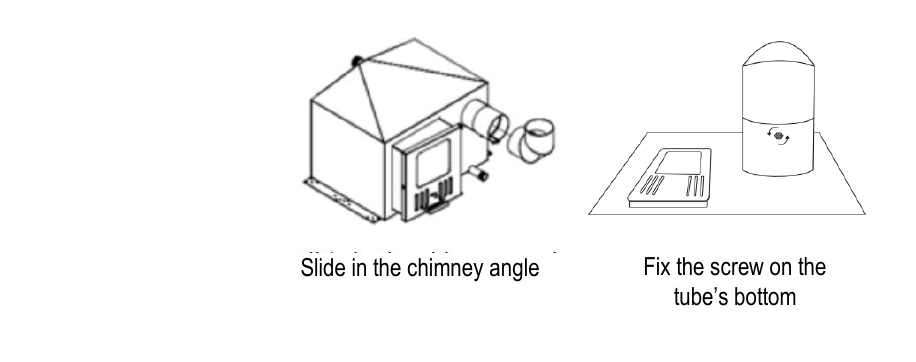 Slide in the chimney angle
Fix the screw on the
tube's bottom